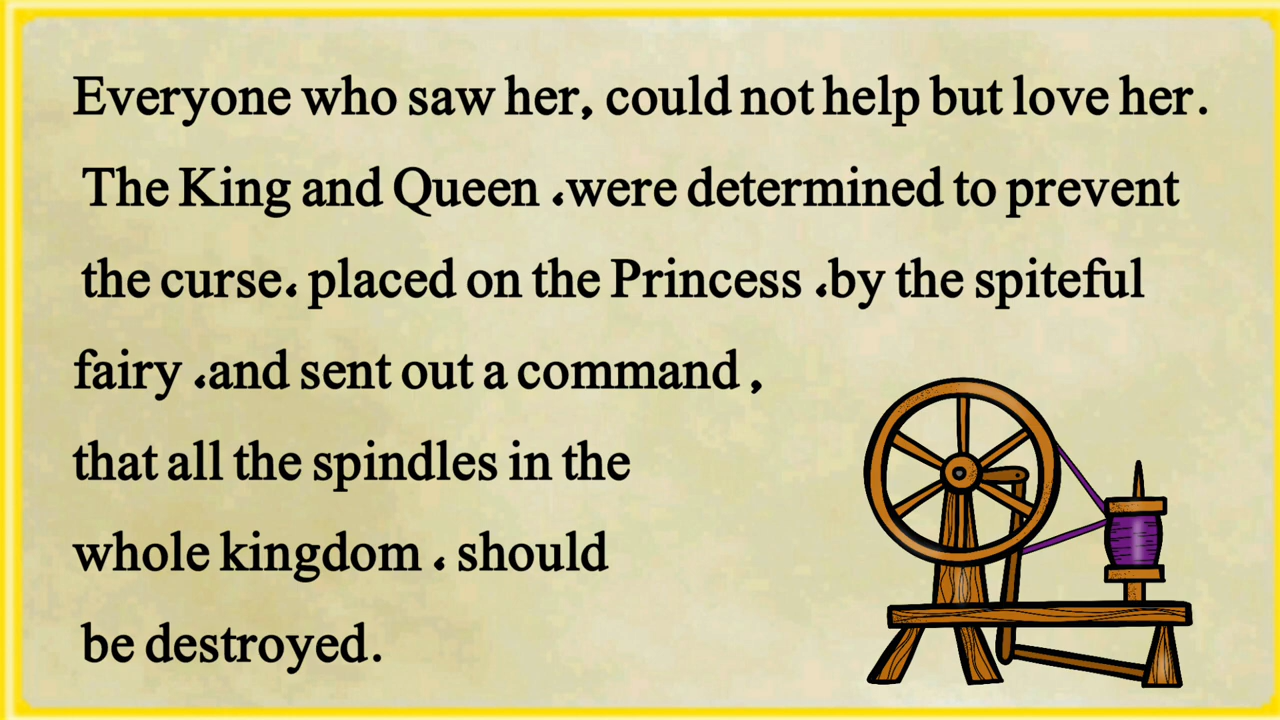 Everyone who saw her, could not help but love her.
The King and Queen ،were determined to prevent
the curse، placed on the Princess ،by the spiteful
fairy ،and sent out a command ,
that all the spindles in the
whole kingdom ، should
be destroyed.